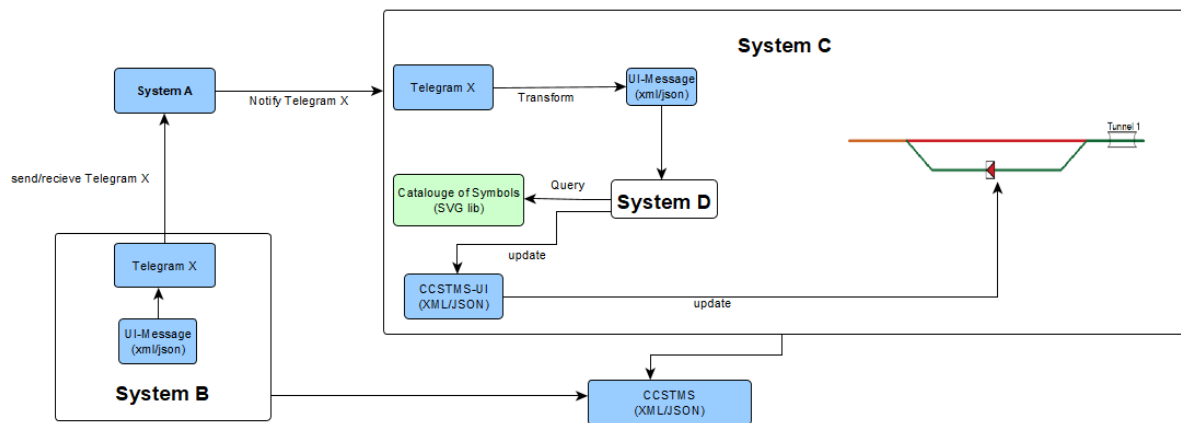 System C
System A
Notify Telegram X
Telegram X
Transform
UI-Message
(xml/json)
Tunnel 1
send/recieve Telegram X
Catalouge of Symbols
(SVG lib)
Query
System D
update
Telegram X
CCSTMS-UI
(XML/JSON)
update
UI-Message
(xml/json)
System B
CCSTMS
(XML/JSON)